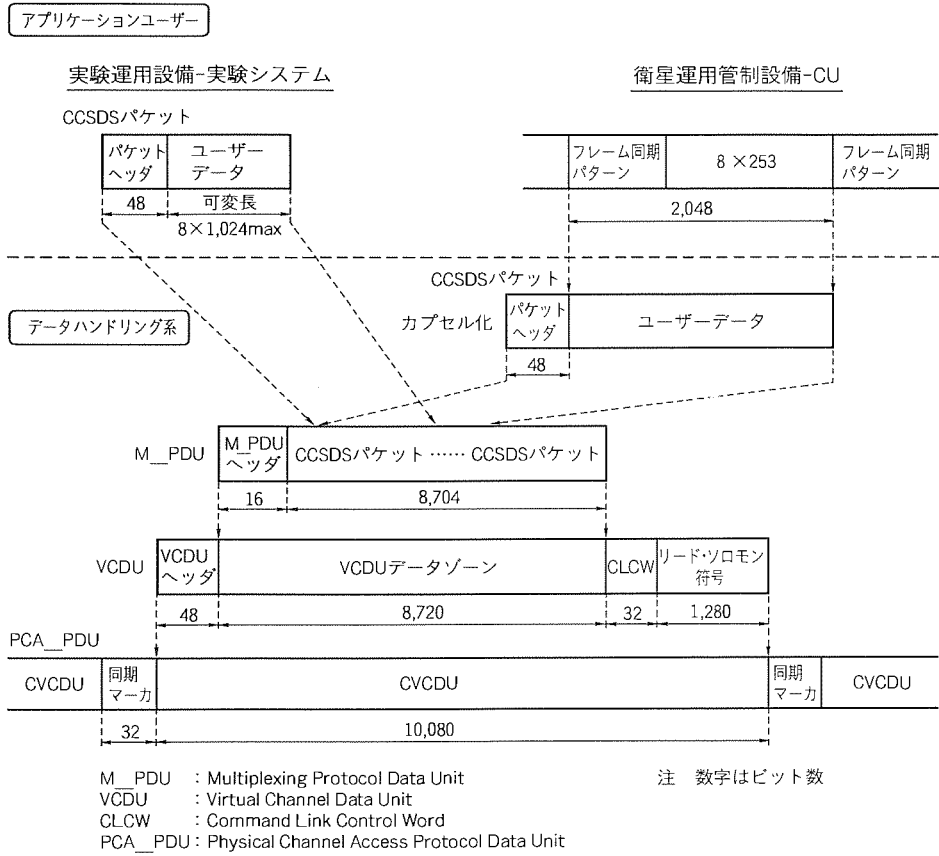 アプリケーションユーザー
実験運用設備-実験システム
衛星運用管制設備-CU
CCSDSパケット
パケット
ヘッダ
ユーザー
データ
フレーム同期
パターン
8×253
フレーム同期
パターン
48
可変長
8×1,024max
2,048
CCSDSパケット
データハンドリング系
カプセル化
パケット
ヘッダ
ユーザーデータ
48
M__PDU
M_PDU
ヘッダ
CCSDSパケット ‥‥‥ CCSDSパケット
16
8,704
VCDU
VCDU
ヘッダ
VCDUデータゾーン
CLCW
リード・ソロモン
符号
48
8,720
32
1,280
PCA__PDU
CVCDU
同期
マーカ
CVCDU
同期
マーカ
CVCDU
32
10,080
M__PDU : Multiplexing Protocol Data Unit
注 数字はビット数
VCDU : Virtual Channel Data Unit
CLCW : Command Link Control Word
PCA__PDU : Physical Channel Access Protocol Data Unit